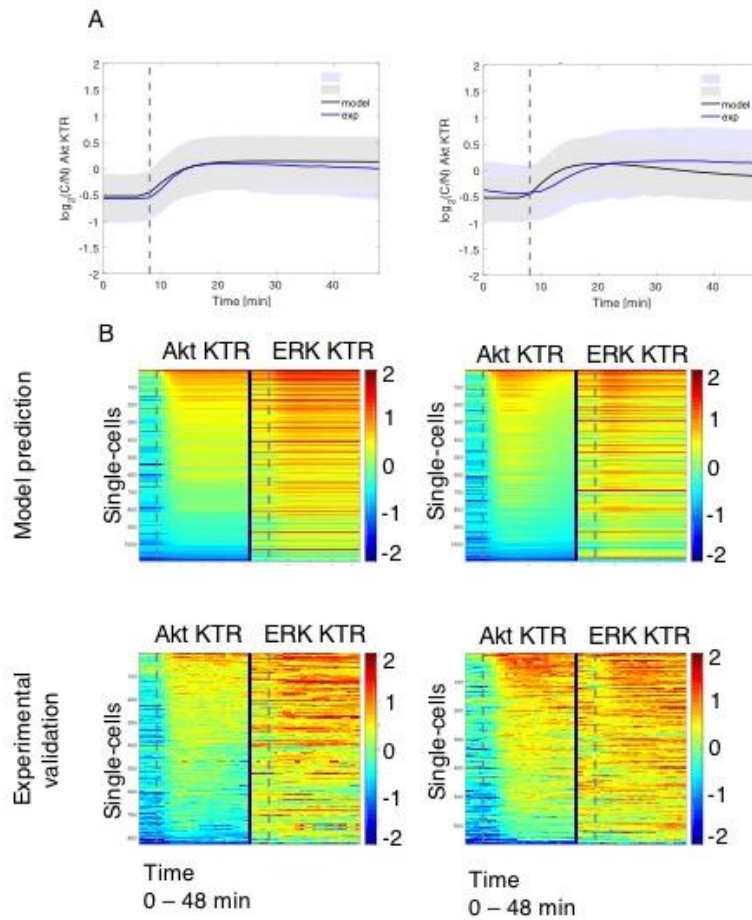 A
2
1.5
1
0.5
0
-0.5
-1
-1.5
-2
log2(C/N) Akt KTR
0 10 20 30 40
Time [min]
model
exp
2
1.5
1
0.5
0
-0.5
-1
-1.5
-2
log2(C/N) Akt KTR
0 10 20 30 40
Time [min]
model
exp
B
Model prediction
Akt KTR ERK KTR
Single-cells
2
1
0
-1
-2
Akt KTR ERK KTR
Single-cells
2
1
0
-1
-2
Experimental
validation
Akt KTR ERK KTR
Single-cells
2
1
0
-1
-2
Time
0 – 48 min
Akt KTR ERK KTR
Single-cells
2
1
0
-1
-2
Time
0 – 48 min